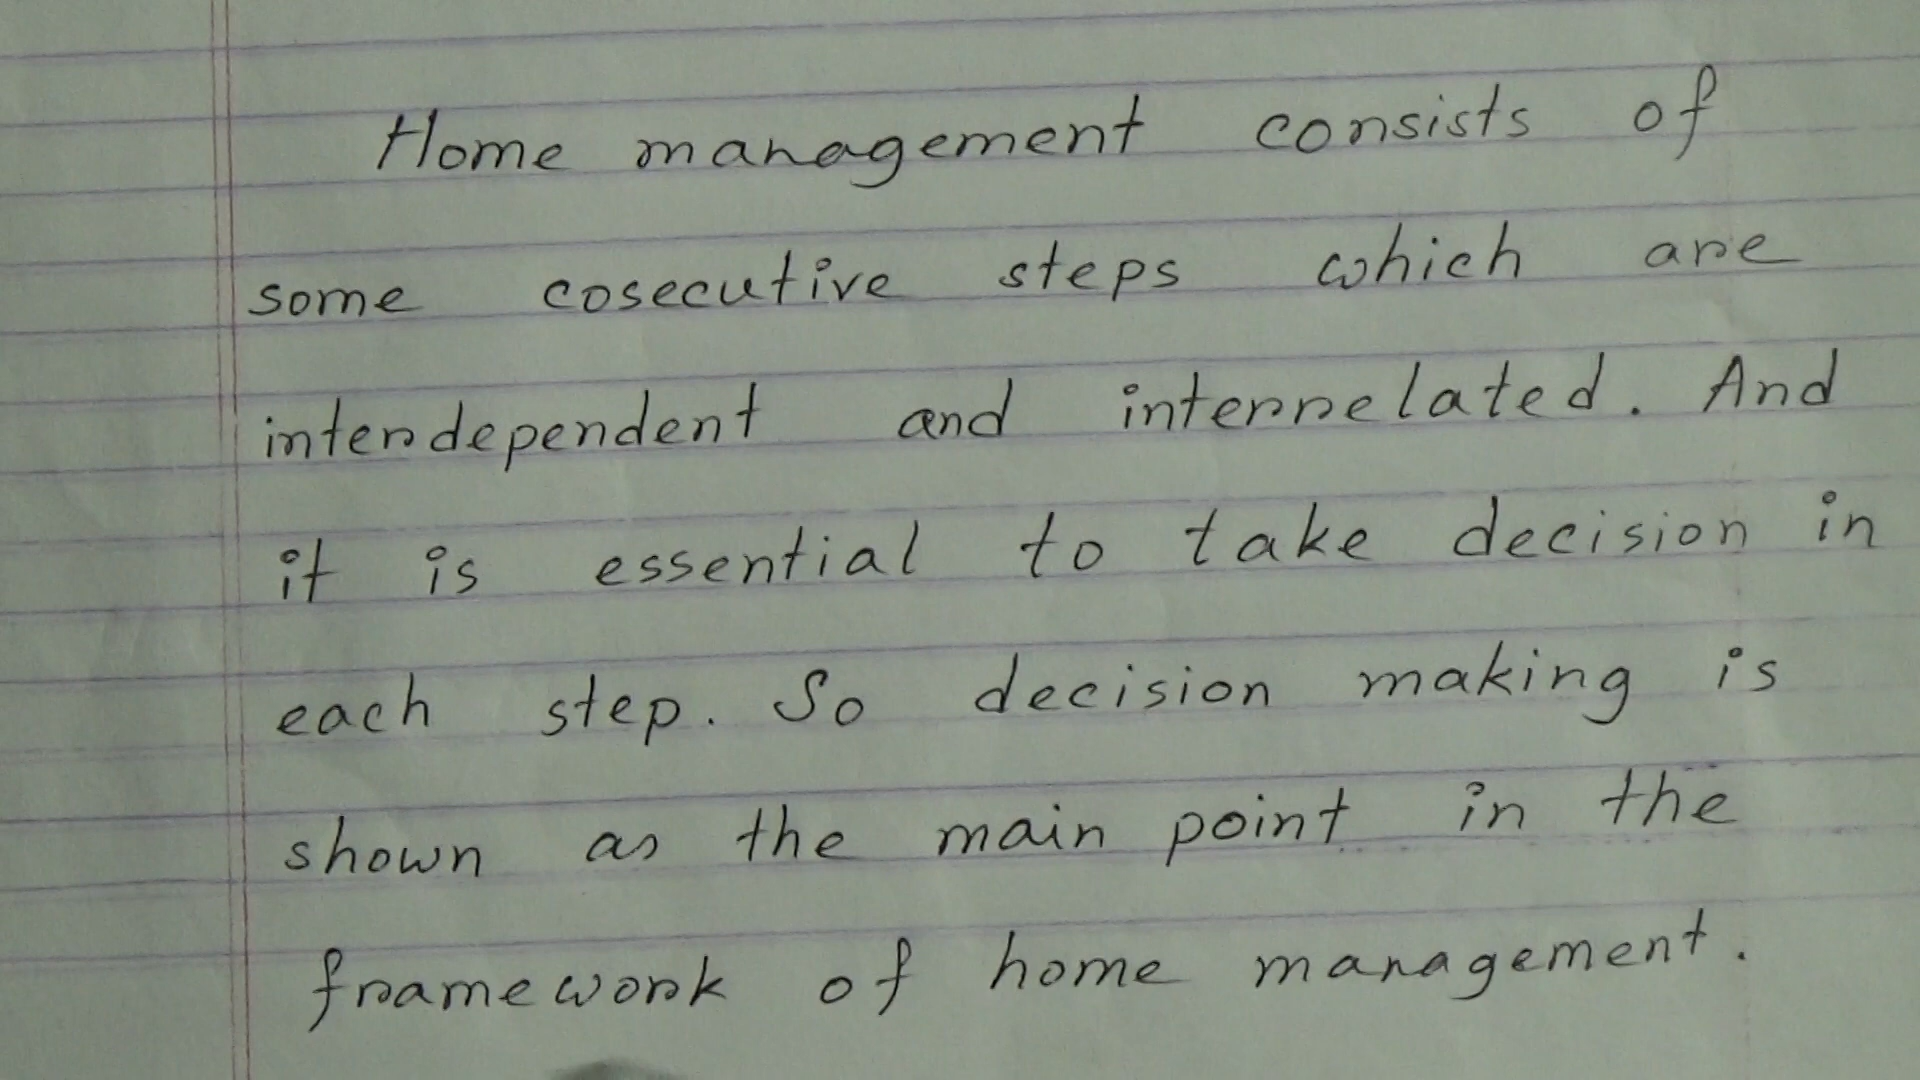 Home management consists of
some cosecutive steps which are
interdependent and interrelated. And
it is essential to take decision in
each step. So decision making is
shown as the main point in the
framework of home management.